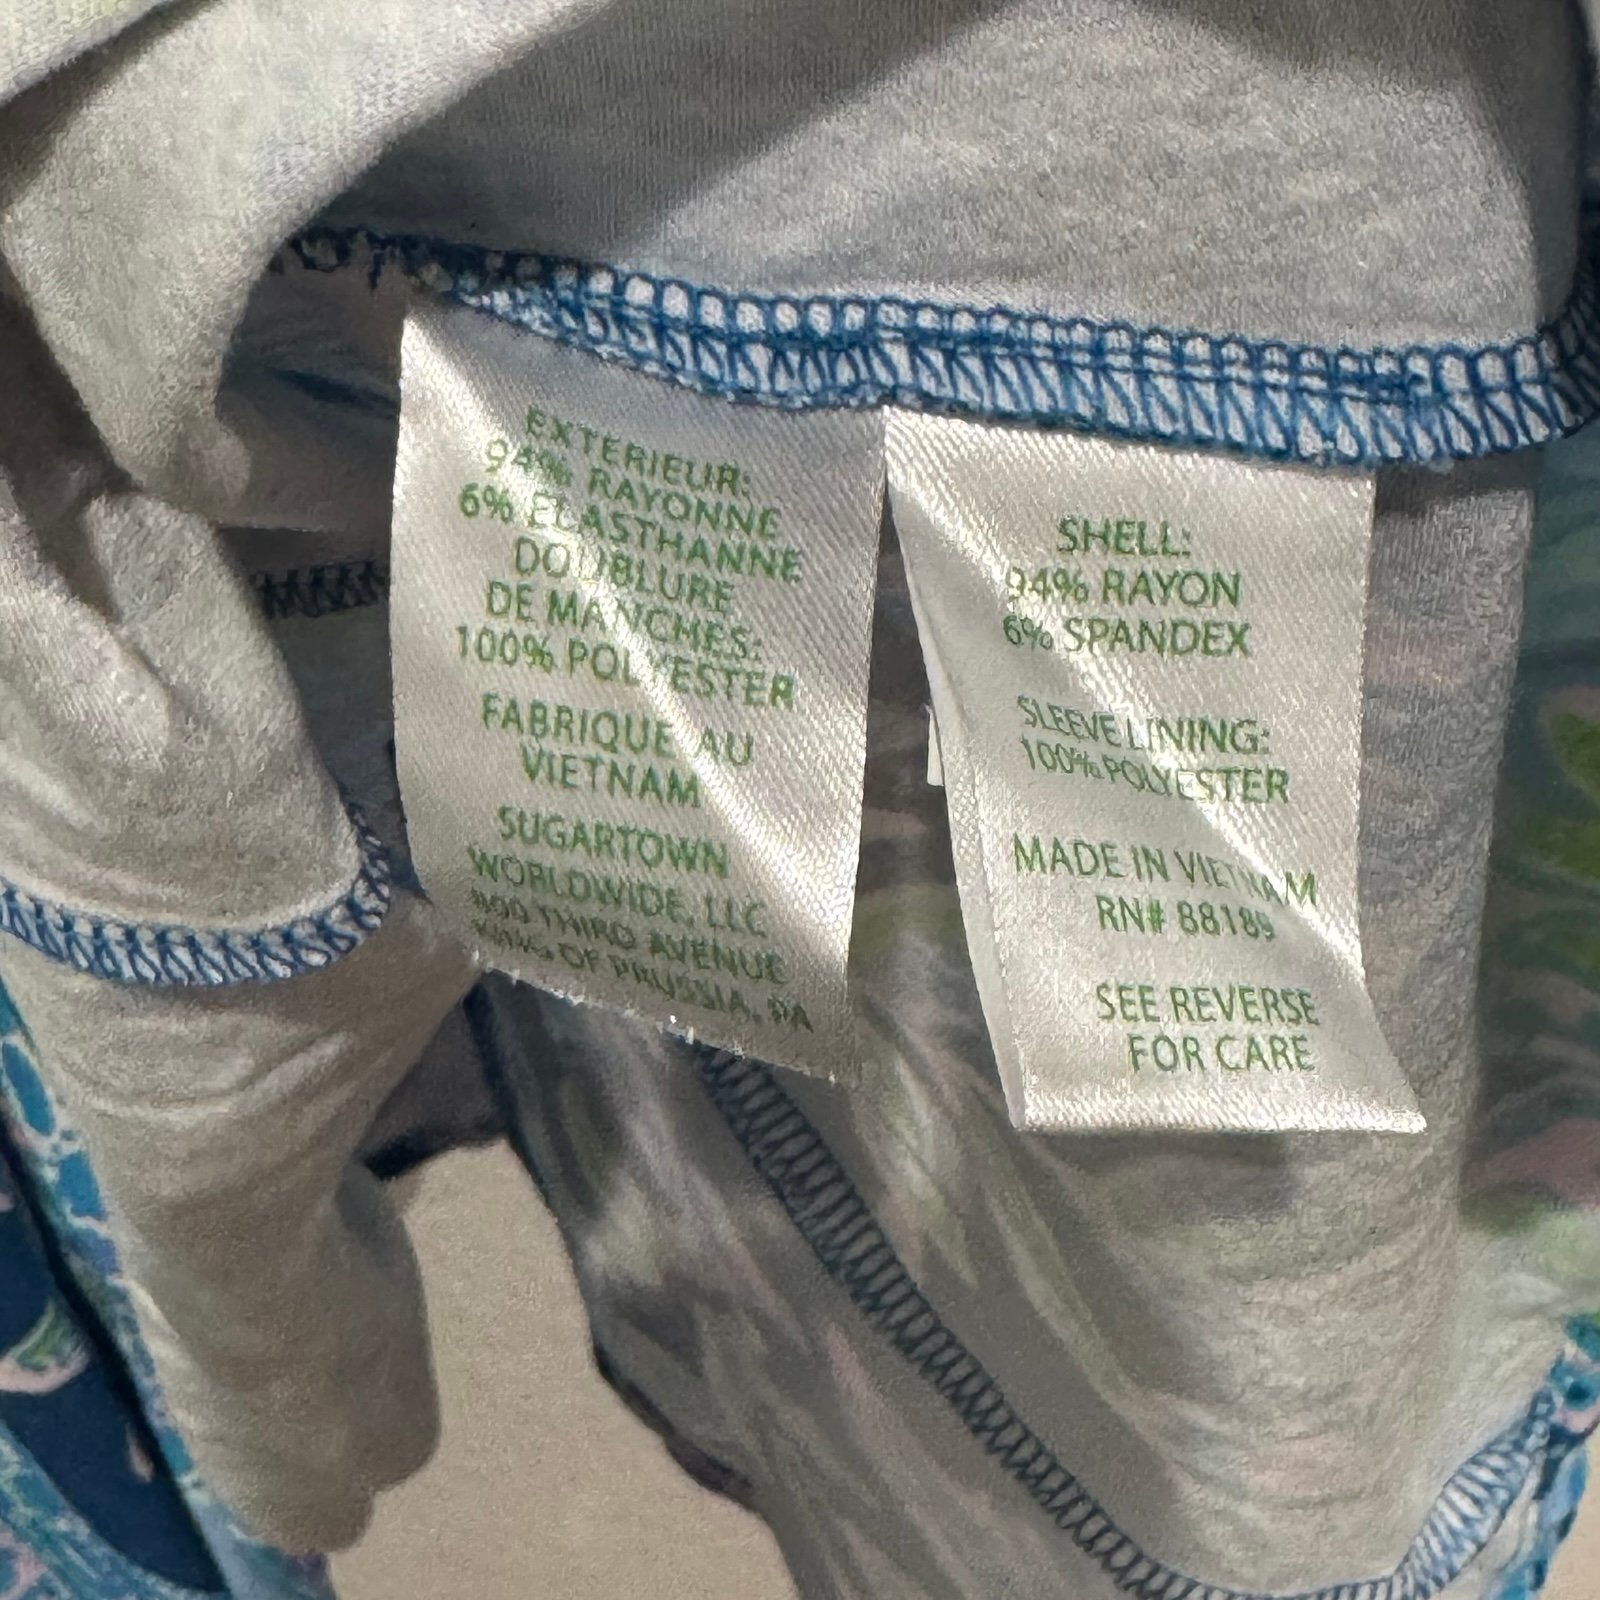 EXTERIEUR:
94% RAYONNE
6% ELASTHANNE
DOUBLURE
DE MANCHES:
100% POLYESTER
FABRIQUE AU
VIETNAM
SUGARTOWN
WORLDWIDE, LLC
800 THIRD AVENUE
KING OF PRUSSIA, PA
SHELL:
94% RAYON
6% SPANDEX
SLEEVE LINING:
100% POLYESTER
MADE IN VIETNAM
RN# 88189
SEE REVERSE
FOR CARE